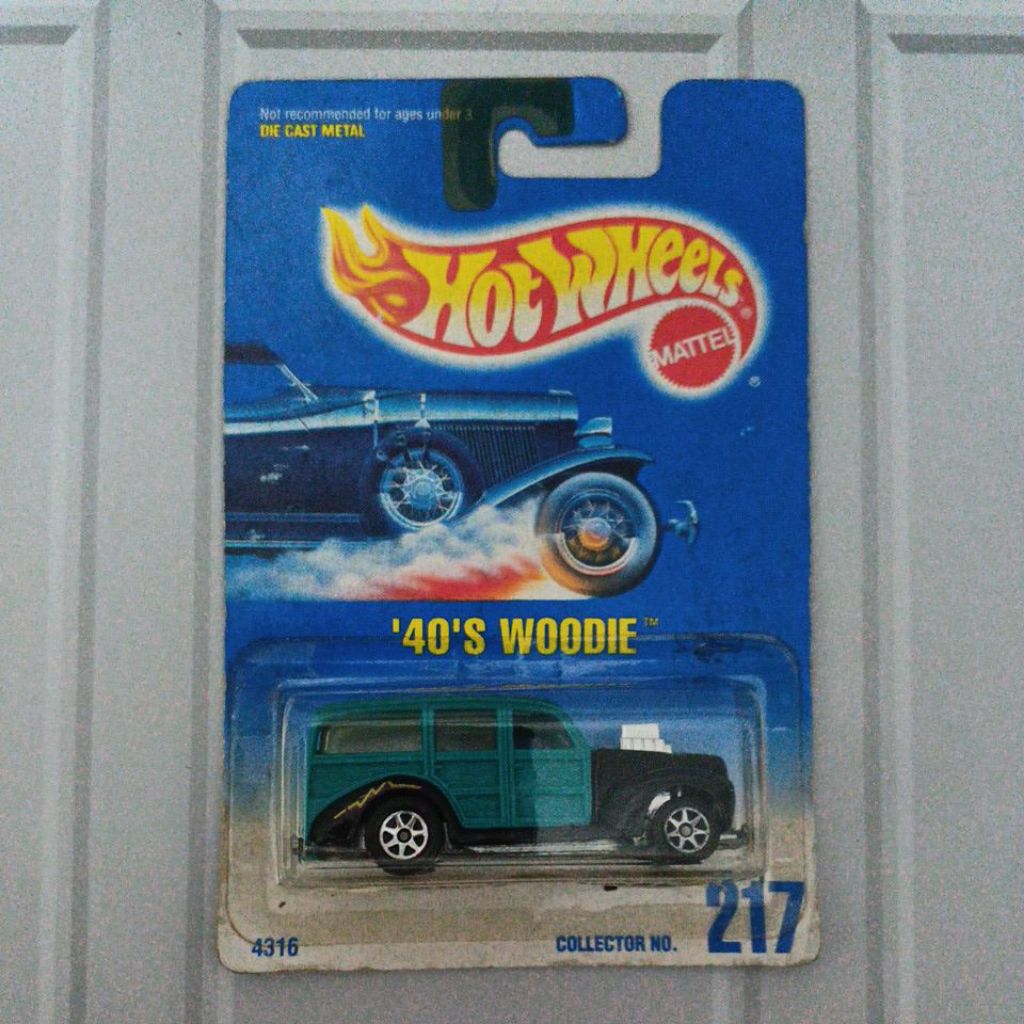 Not recommended for ages under 3
DIE CAST METAL
HOT WHEELS®
MATTEL
®
'40'S WOODIE™
4316
COLLECTOR NO. 217